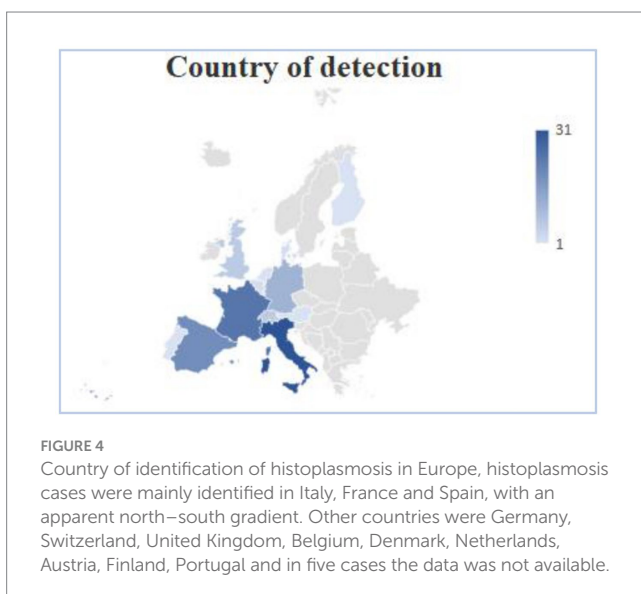 Country of detection
31
1
FIGURE 4
Country of identification of histoplasmosis in Europe, histoplasmosis
cases were mainly identified in Italy, France and Spain, with an
apparent north–south gradient. Other countries were Germany,
Switzerland, United Kingdom, Belgium, Denmark, Netherlands,
Austria, Finland, Portugal and in five cases the data was not available.